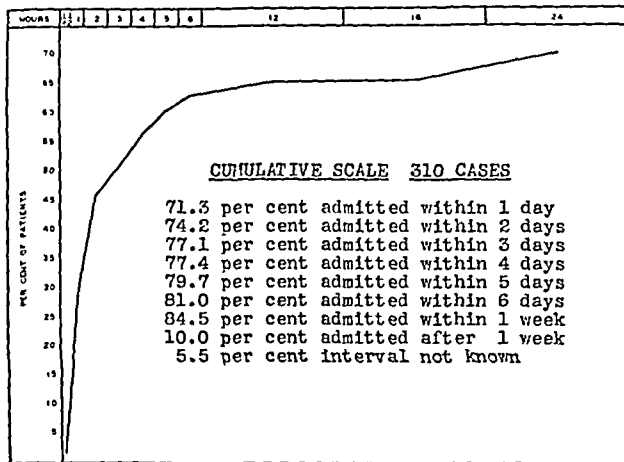 HOURS 1 2 3 4 5 6 12 18 24
70
65
60
55
50
45
40
35
30
25
20
15
10
5
PER CENT OF PATIENTS
CUMULATIVE SCALE 310 CASES
71.3 per cent admitted within 1 day
74.2 per cent admitted within 2 days
77.1 per cent admitted within 3 days
77.4 per cent admitted within 4 days
79.7 per cent admitted within 5 days
81.0 per cent admitted within 6 days
84.5 per cent admitted within 1 week
10.0 per cent admitted after 1 week
5.5 per cent interval not known